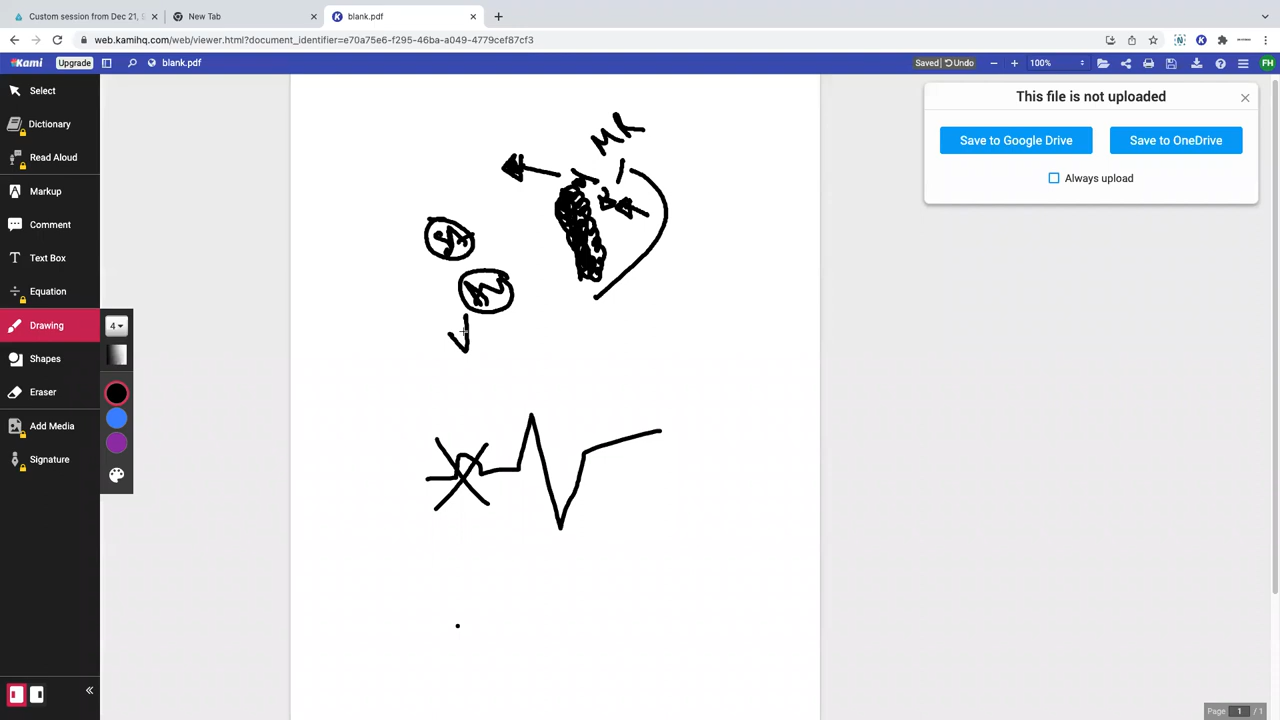 Custom session from Dec 21, 
New Tab
blank.pdf
web.kamihq.com/web/viewer.html?document_identifier=e70a75e6-f295-46ba-a049-4779cef87cf3
Kami
Upgrade
blank.pdf
Saved
Undo
100%
FH
Select
Dictionary
Read Aloud
Markup
Comment
Text Box
Equation
Drawing
4
Shapes
Eraser
Add Media
Signature
This file is not uploaded
Save to Google Drive
Save to OneDrive
Always upload
MK
SA
AV
Page 1 / 1